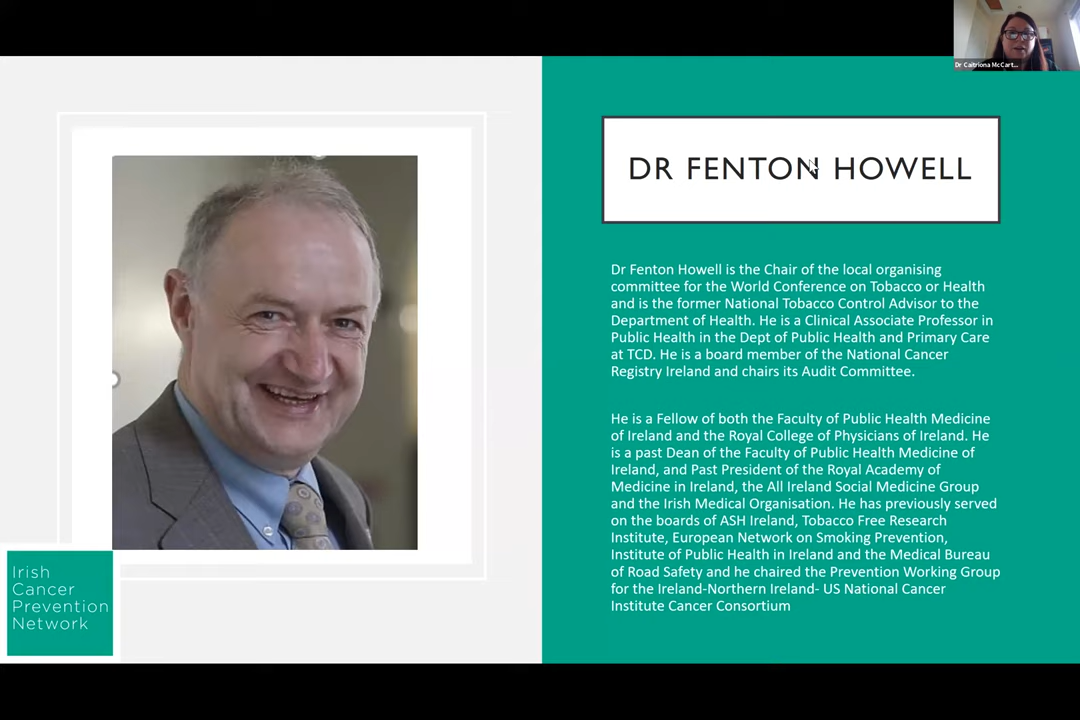 Dr Caitriona McCart...
DR FENTON HOWELL
Dr Fenton Howell is the Chair of the local organising
committee for the World Conference on Tobacco or Health
and is the former National Tobacco Control Advisor to the
Department of Health. He is a Clinical Associate Professor in
Public Health in the Dept of Public Health and Primary Care
at TCD. He is a board member of the National Cancer
Registry Ireland and chairs its Audit Committee.
He is a Fellow of both the Faculty of Public Health Medicine
of Ireland and the Royal College of Physicians of Ireland. He
is a past Dean of the Faculty of Public Health Medicine of
Ireland, and Past President of the Royal Academy of
Medicine in Ireland, the All Ireland Social Medicine Group
and the Irish Medical Organisation. He has previously served
on the boards of ASH Ireland, Tobacco Free Research
Institute, European Network on Smoking Prevention,
Institute of Public Health in Ireland and the Medical Bureau
of Road Safety and he chaired the Prevention Working Group
for the Ireland-Northern Ireland- US National Cancer
Institute Cancer Consortium
Irish
Cancer
Prevention
Network